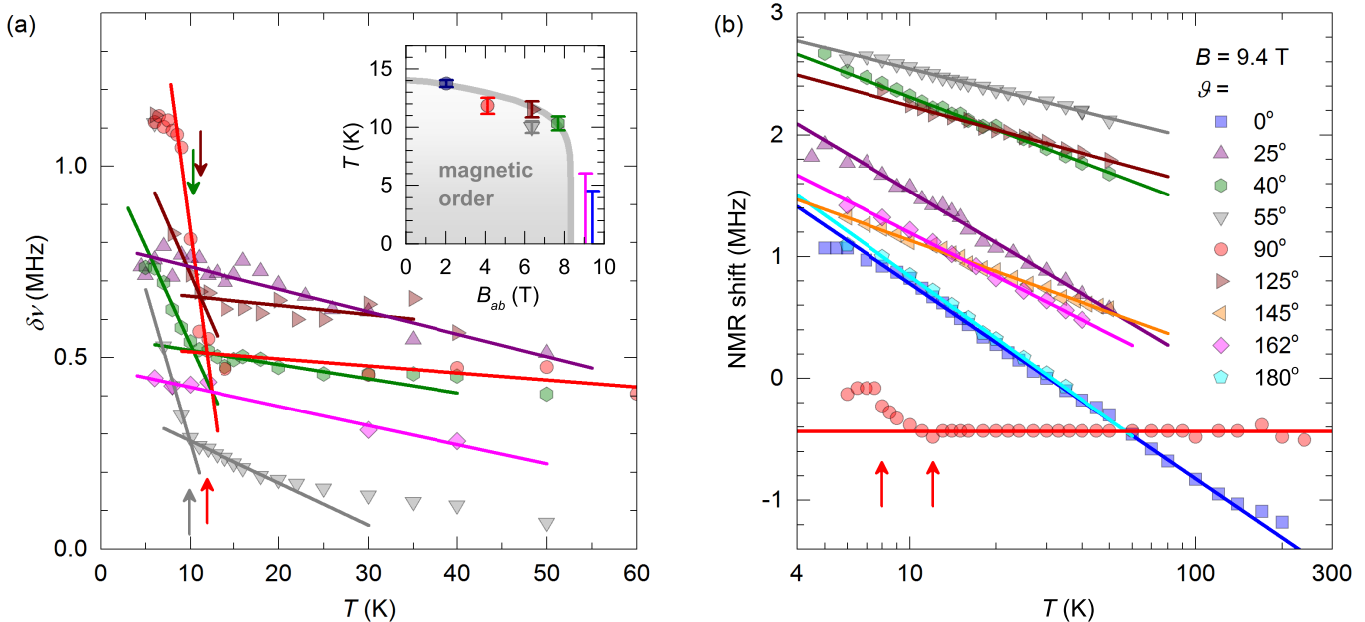 (a)
δν (MHz)
1.0
0.5
0.0
0 10 20 30 40 50 60
T (K)
T (K)
15
10
5
0
magnetic
order
0 2 4 6 8 10
B_ab (T)
(b)
NMR shift (MHz)
3
2
1
0
-1
4 10 100 300
T (K)
B = 9.4 T
ϑ =
0°
25°
40°
55°
90°
125°
145°
162°
180°